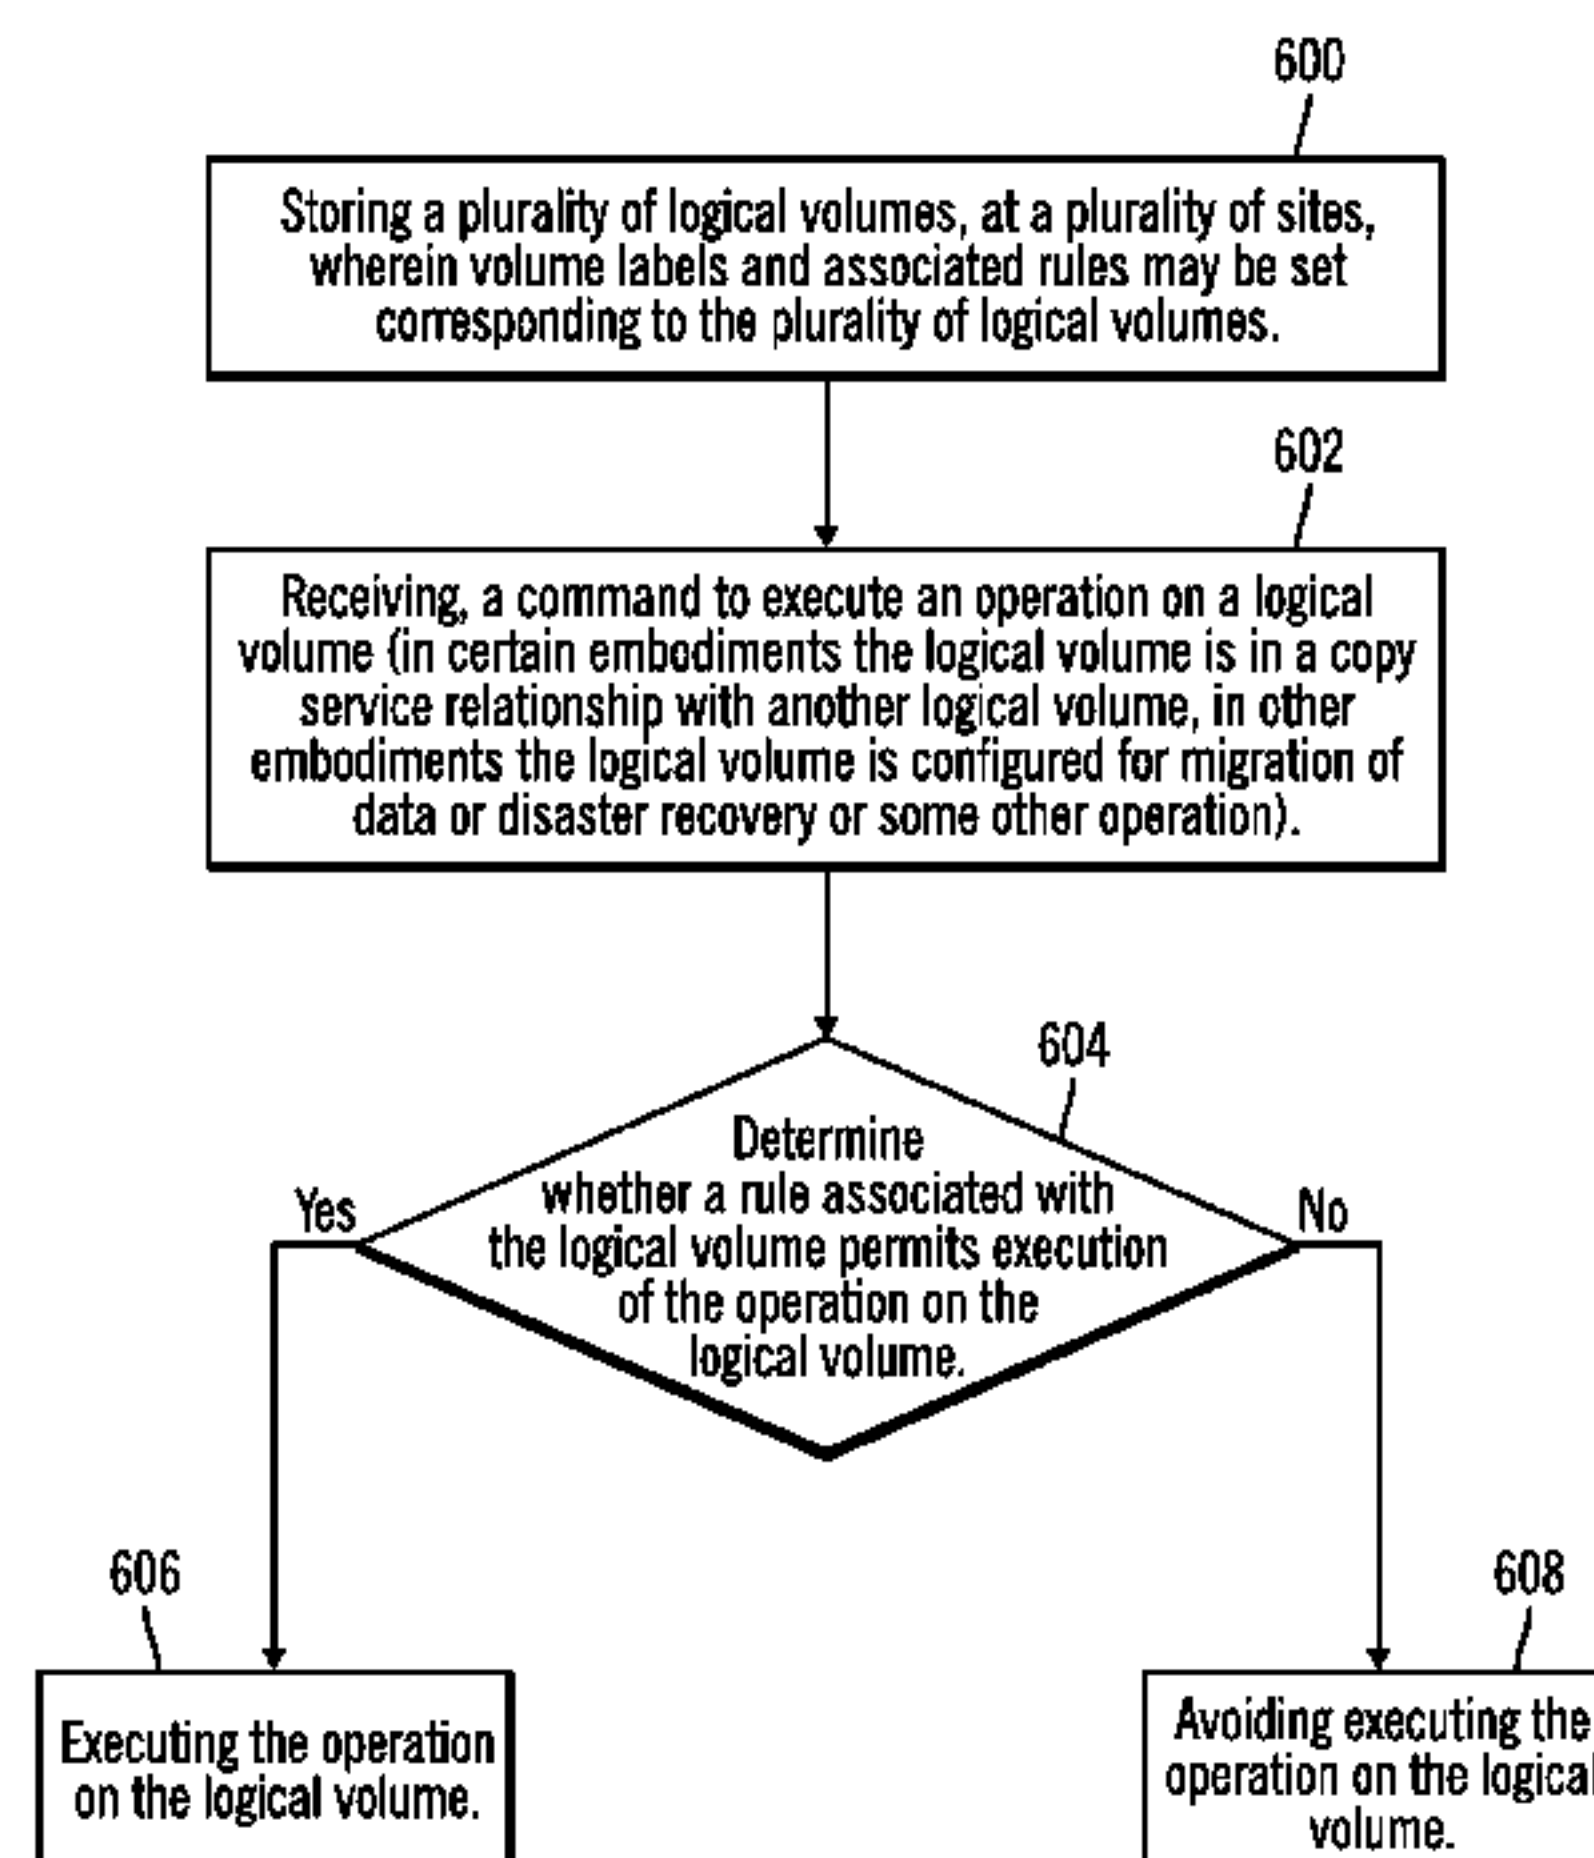 600
Storing a plurality of logical volumes, at a plurality of sites,
wherein volume labels and associated rules may be set
corresponding to the plurality of logical volumes.
602
Receiving, a command to execute an operation on a logical
volume (in certain embodiments the logical volume is in a copy
service relationship with another logical volume, in other
embodiments the logical volume is configured for migration of
data or disaster recovery or some other operation).
604
Determine
whether a rule associated with
the logical volume permits execution
of the operation on the
logical volume.
Yes
No
606
Executing the operation
on the logical volume.
608
Avoiding executing the
operation on the logical
volume.